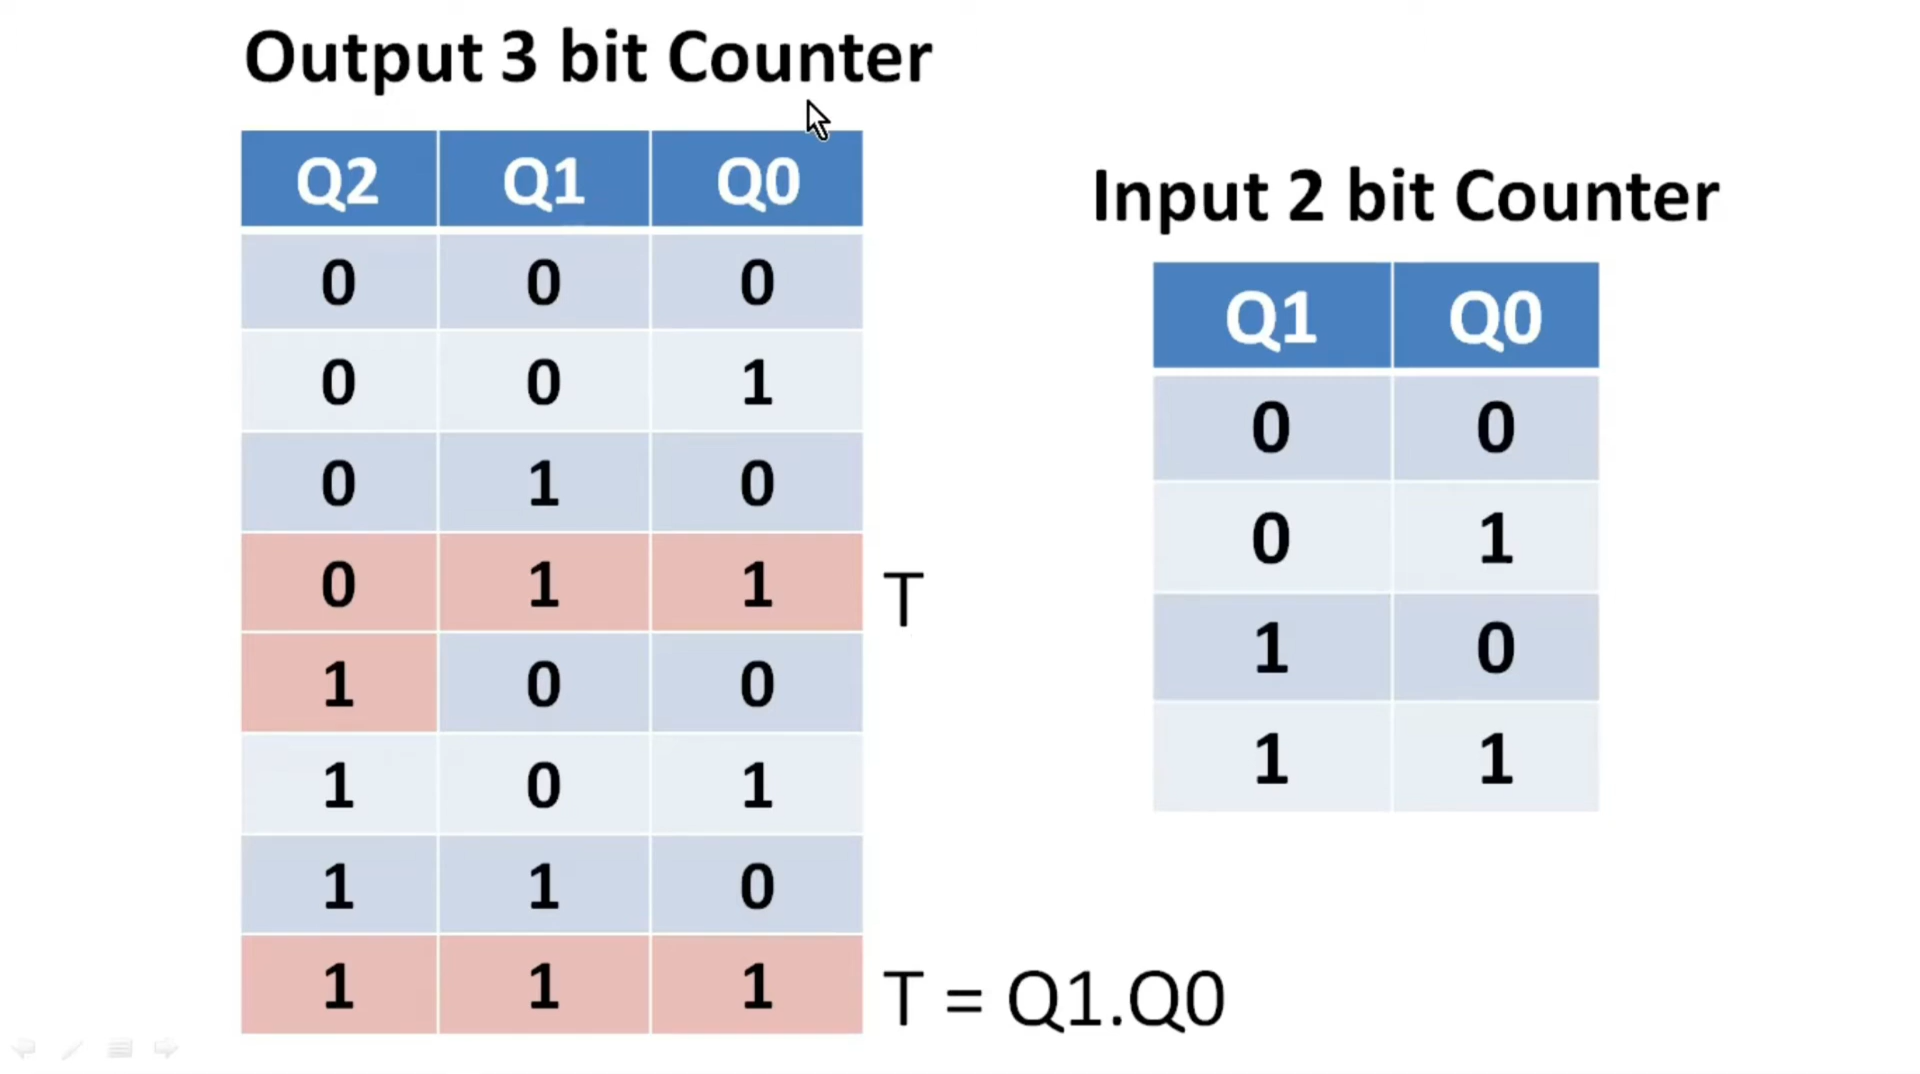 Output 3 bit Counter
Q2 Q1 Q0
0 0 0
0 0 1
0 1 0
0 1 1 T
1 0 0
1 0 1
1 1 0
1 1 1 T = Q1.Q0
Input 2 bit Counter
Q1 Q0
0 0
0 1
1 0
1 1